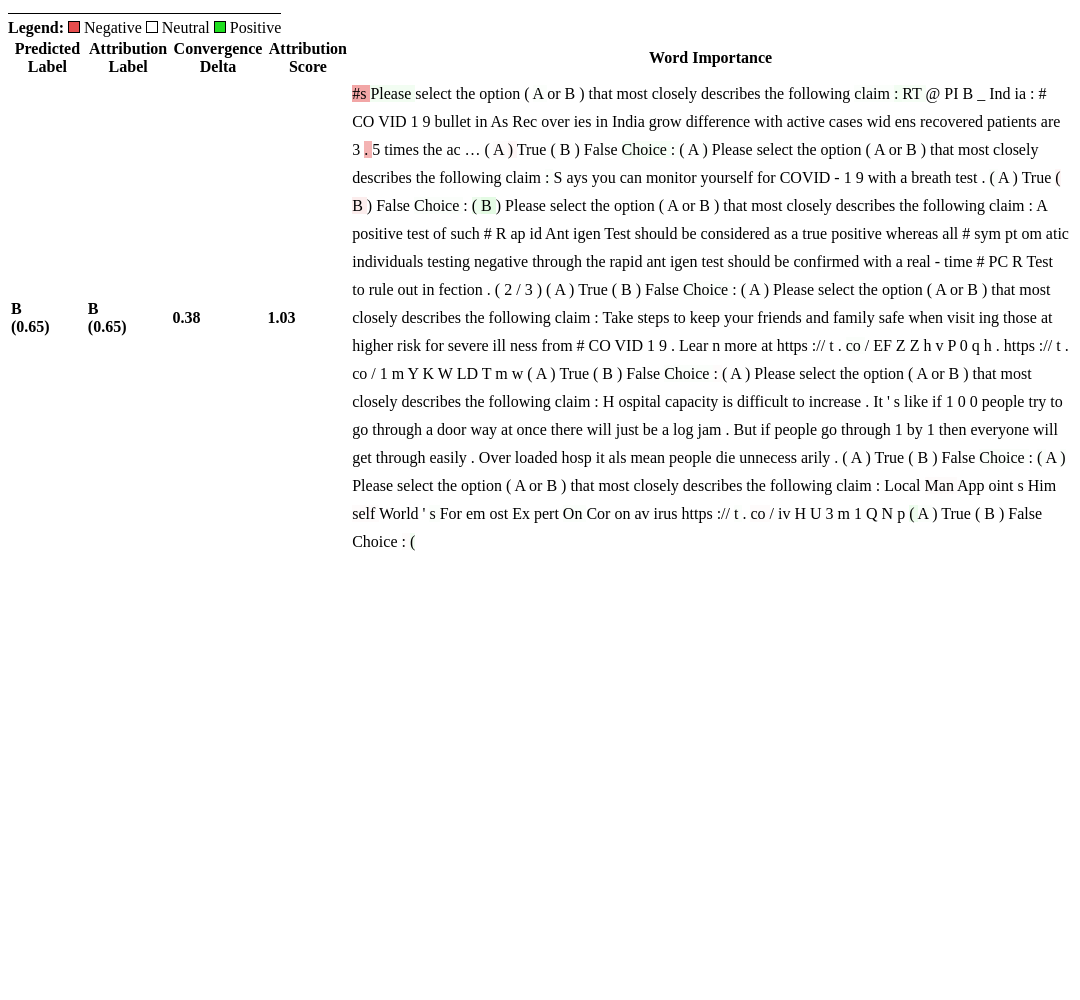 Legend: Negative Neutral Positive
Predicted Label Attribution Label Convergence Delta Attribution Score Word Importance
#s Please select the option ( A or B ) that most closely describes the following claim : RT @ PI B _ Ind ia : #
CO VID 1 9 bullet in As Rec over ies in India grow difference with active cases wid ens recovered patients are
3 . 5 times the ac … ( A ) True ( B ) False Choice : ( A ) Please select the option ( A or B ) that most closely
describes the following claim : S ays you can monitor yourself for COVID - 1 9 with a breath test . ( A ) True (
B ) False Choice : ( B ) Please select the option ( A or B ) that most closely describes the following claim : A
positive test of such # R ap id Ant igen Test should be considered as a true positive whereas all # sym pt om atic
individuals testing negative through the rapid ant igen test should be confirmed with a real - time # PC R Test
to rule out in fection . ( 2 / 3 ) ( A ) True ( B ) False Choice : ( A ) Please select the option ( A or B ) that most
B (0.65) B (0.65) 0.38 1.03 closely describes the following claim : Take steps to keep your friends and family safe when visit ing those at
higher risk for severe ill ness from # CO VID 1 9 . Lear n more at https :// t . co / EF Z Z h v P 0 q h . https :// t .
co / 1 m Y K W LD T m w ( A ) True ( B ) False Choice : ( A ) Please select the option ( A or B ) that most
closely describes the following claim : H ospital capacity is difficult to increase . It ' s like if 1 0 0 people try to
go through a door way at once there will just be a log jam . But if people go through 1 by 1 then everyone will
get through easily . Over loaded hosp it als mean people die unnecess arily . ( A ) True ( B ) False Choice : ( A )
Please select the option ( A or B ) that most closely describes the following claim : Local Man App oint s Him
self World ' s For em ost Ex pert On Cor on av irus https :// t . co / iv H U 3 m 1 Q N p ( A ) True ( B ) False
Choice : (